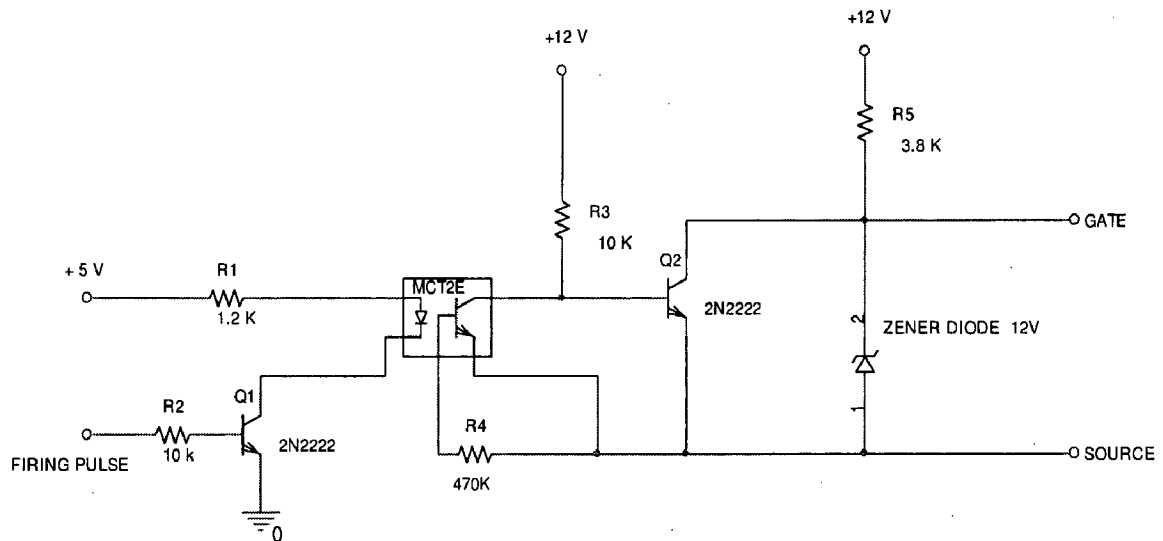 +12 V
+12 V
R5
3.8 K
R3
10 K
GATE
Q2
+ 5 V
R1
MCT2E
1.2 K
2N2222
2
ZENER DIODE 12V
Q1
R2
1
R4
10 k
2N2222
FIRING PULSE
SOURCE
470K
0